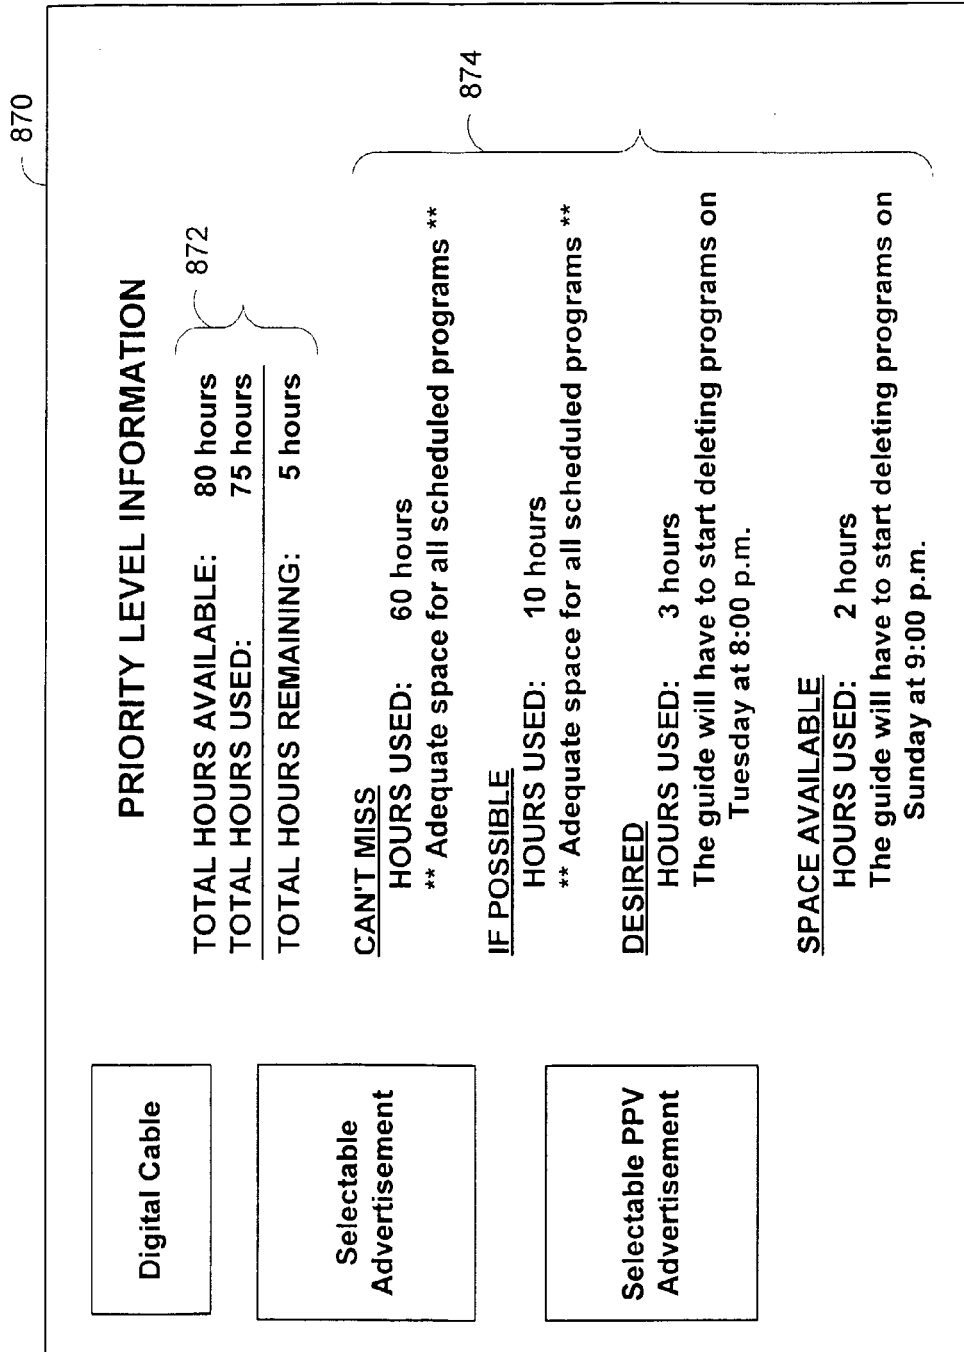 870
Digital Cable
Selectable
Advertisement
Selectable PPV
Advertisement
PRIORITY LEVEL INFORMATION
TOTAL HOURS AVAILABLE: 80 hours
TOTAL HOURS USED: 75 hours
TOTAL HOURS REMAINING: 5 hours
872
CAN'T MISS
HOURS USED: 60 hours
** Adequate space for all scheduled programs **
IF POSSIBLE
HOURS USED: 10 hours
** Adequate space for all scheduled programs **
DESIRED
HOURS USED: 3 hours
The guide will have to start deleting programs on
Tuesday at 8:00 p.m.
SPACE AVAILABLE
HOURS USED: 2 hours
The guide will have to start deleting programs on
Sunday at 9:00 p.m.
874